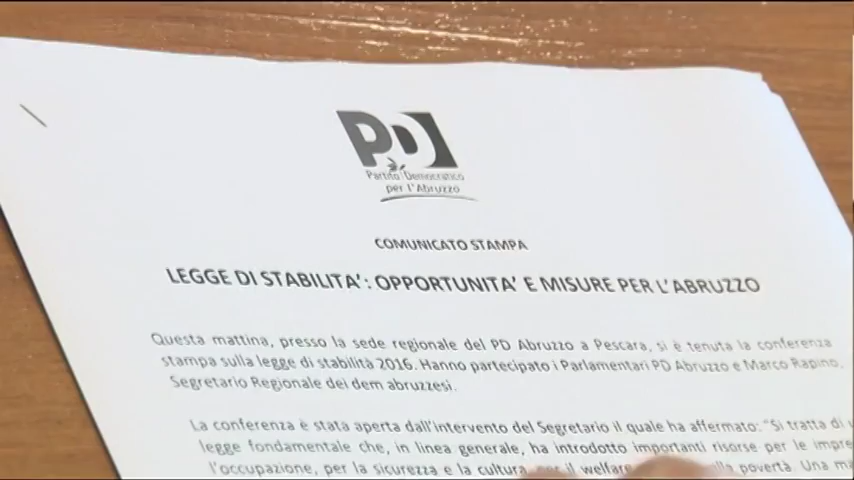 PD
Partito Democratico
per l'Abruzzo
COMUNICATO STAMPA
LEGGE DI STABILITA': OPPORTUNITA' E MISURE PER L'ABRUZZO
Questa mattina, presso la sede regionale del PD Abruzzo a Pescara, si è tenuta la conferenza
stampa sulla legge di stabilità 2016. Hanno partecipato i Parlamentari PD Abruzzo e Marco Rapino,
Segretario Regionale dei dem abruzzesi.
La conferenza è stata aperta dall'intervento del Segretario il quale ha affermato: "Si tratta di
legge fondamentale che, in linea generale, ha introdotto importanti risorse per le impre
l'occupazione, per la sicurezza e la cultura, per il welfare povertà. Una